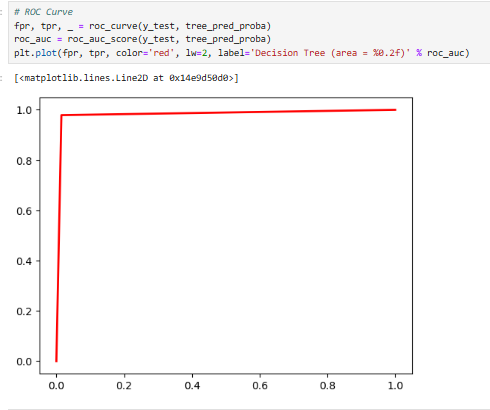 # ROC Curve
fpr, tpr, _ = roc_curve(y_test, tree_pred_proba)
roc_auc = roc_auc_score(y_test, tree_pred_proba)
plt.plot(fpr, tpr, color='red', lw=2, label='Decision Tree (area = %0.2f)' % roc_auc)
[<matplotlib.lines.Line2D at 0x14e9d50d0>]
1.0
0.8
0.6
0.4
0.2
0.0
0.0 0.2 0.4 0.6 0.8 1.0